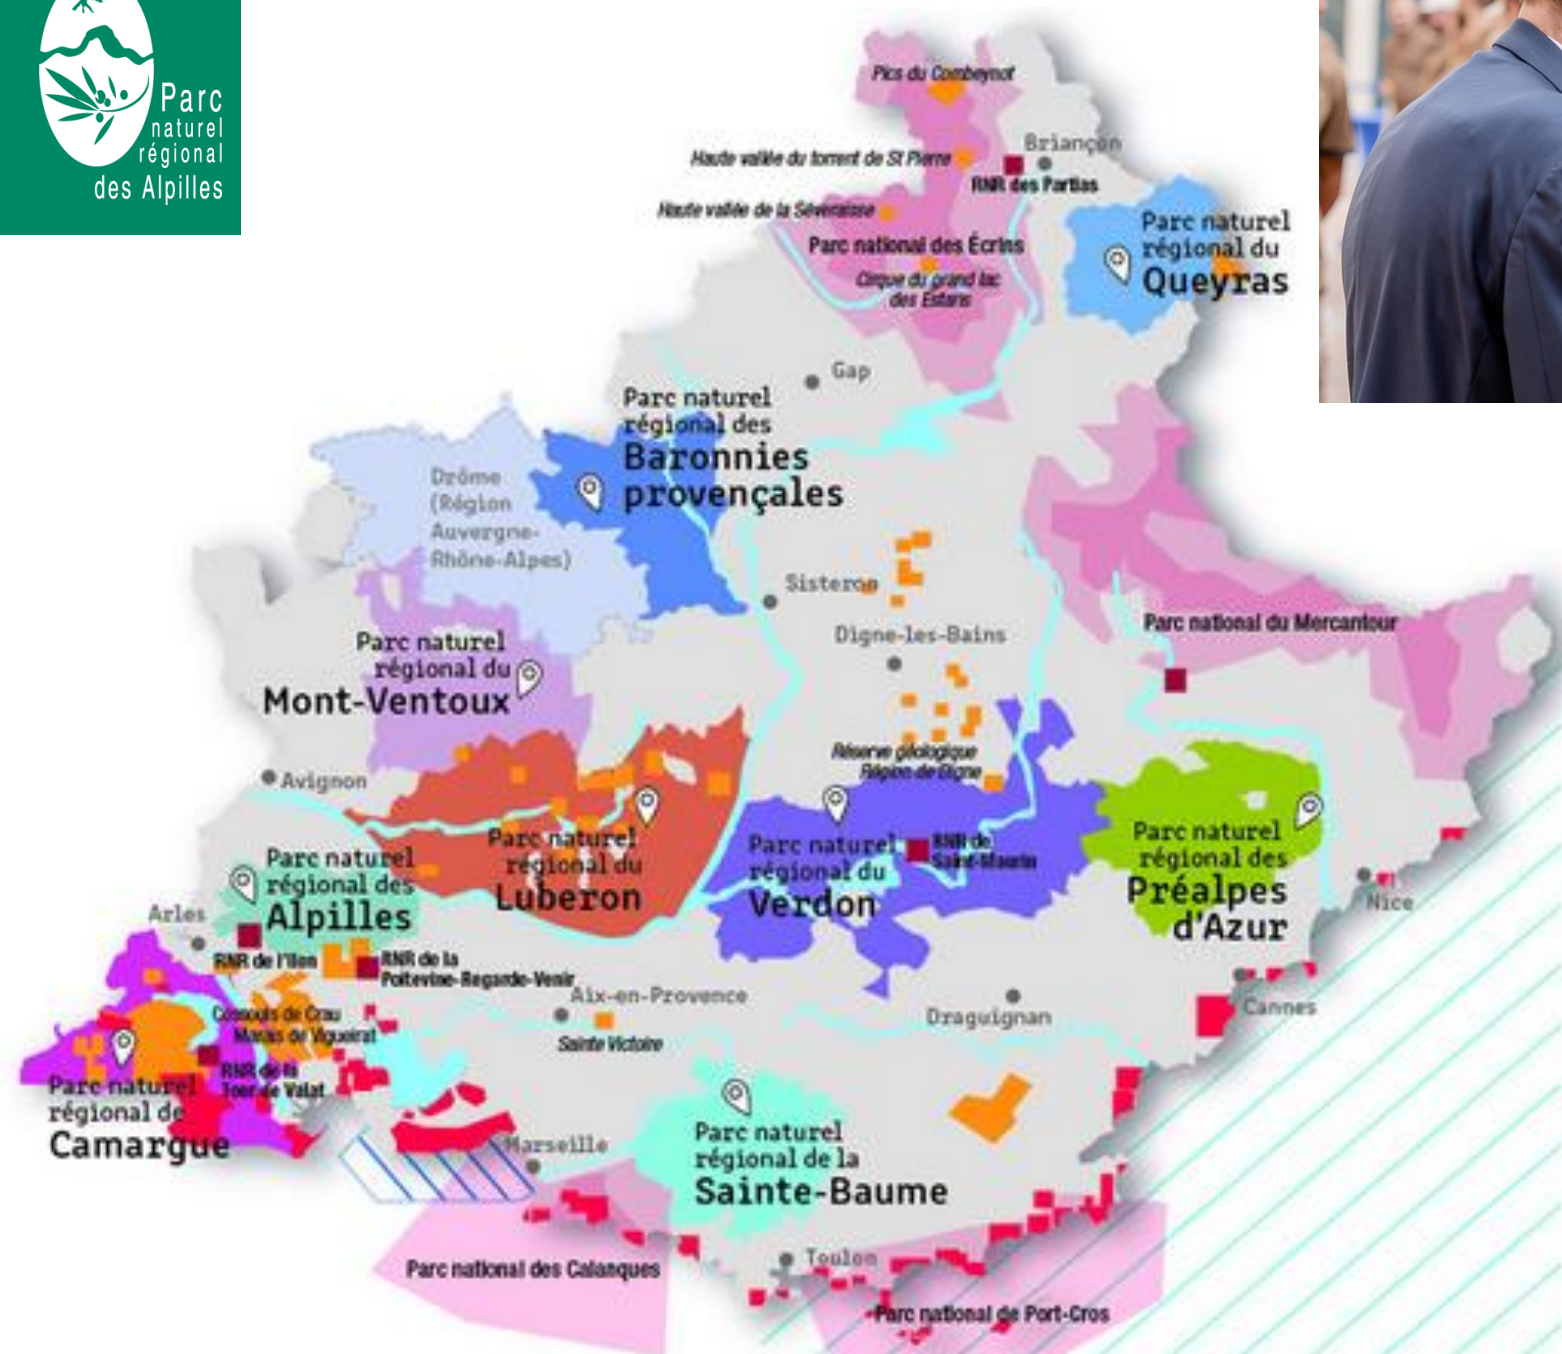 Parc
naturel
régional
des Alpilles
Pics du Combeynot
Haute vallée du torrent de St Pierre
Briançon
RNR des Partias
Haute vallée de la Séveraisse
Parc national des Écrins
Cirque du grand lac
des Estaris
Parc naturel
régional du
Queyras
Gap
Parc naturel
régional des
Baronnies
provençales
Drôme
(Région
Auvergne-
Rhône-Alpes)
Sisteron
Digne-les-Bains
Parc national du Mercantour
Parc naturel
régional du
Mont-Ventoux
Réserve géologique
Région de Digne
Avignon
Parc naturel
régional du
Luberon
Parc naturel
régional du
Verdon
RNR de
Saint-Maurin
Parc naturel
régional des
Préalpes
d'Azur
Nice
Parc naturel
régional des
Alpilles
Arles
RNR de l'Ilon
RNR de la
Poitevine-Regarde-Venir
Aix-en-Provence
Sainte Victoire
Draguignan
Cannes
Coussouls de Crau
Marais de Vigueirat
RNR de la
Tour de Valat
Parc naturel
régional de
Camargue
Marseille
Parc naturel
régional de la
Sainte-Baume
Toulon
Parc national des Calanques
Parc national de Port-Cros